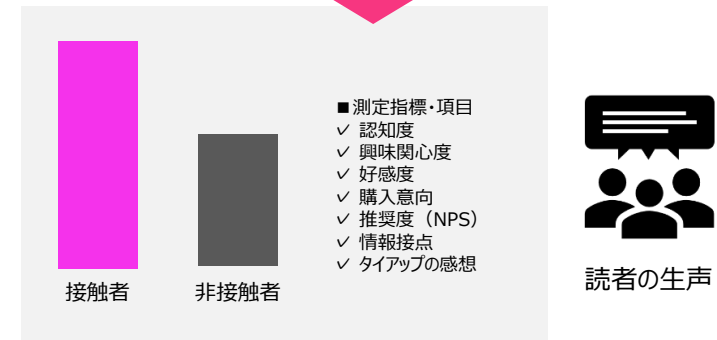 ■測定指標・項目
✓ 認知度
✓ 興味関心度
✓ 好感度
✓ 購入意向
✓ 推奨度（NPS）
✓ 情報接点
✓ タイアップの感想
接触者
非接触者
読者の生声